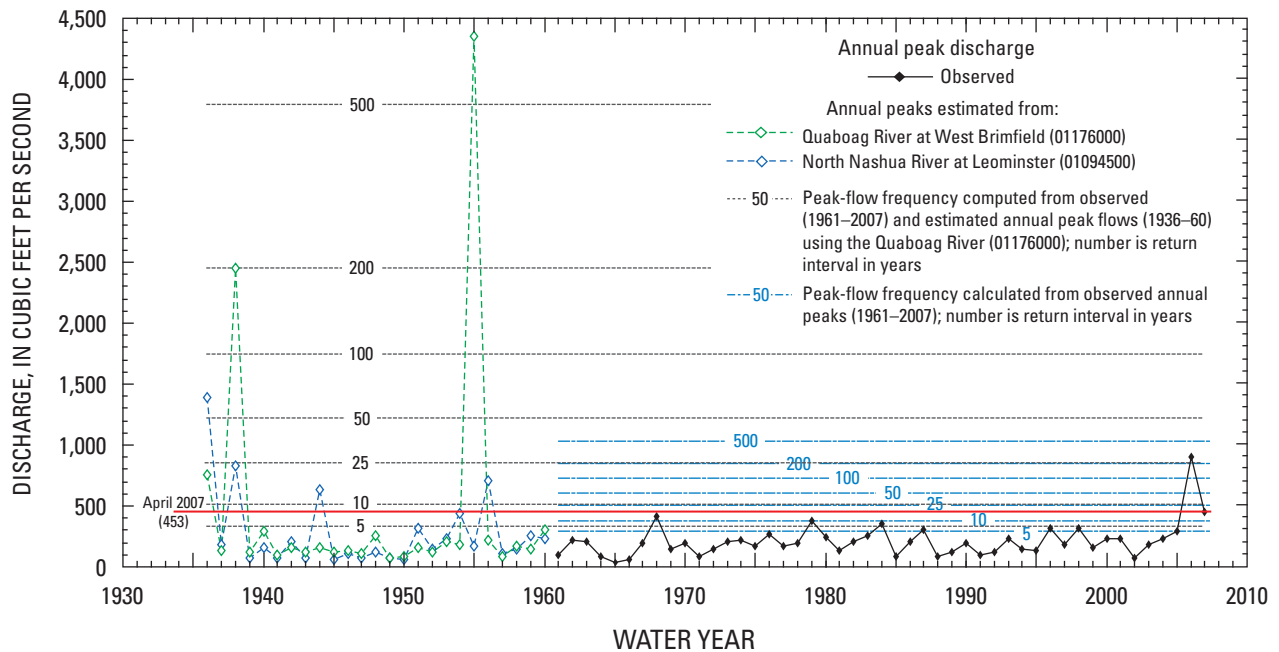 DISCHARGE, IN CUBIC FEET PER SECOND
4,500
4,000
3,500
3,000
2,500
2,000
1,500
1,000
500
0
April 2007
(453)
500
200
100
50
25
10
5
500
200
100
50
25
10
5
Annual peak discharge
Observed
Annual peaks estimated from:
Quaboag River at West Brimfield (01176000)
North Nashua River at Leominster (01094500)
50 Peak-flow frequency computed from observed
(1961–2007) and estimated annual peak flows (1936–60)
using the Quaboag River (01176000); number is return
interval in years
50 Peak-flow frequency calculated from observed annual
peaks (1961–2007); number is return interval in years
1930 1940 1950 1960 1970 1980 1990 2000 2010
WATER YEAR